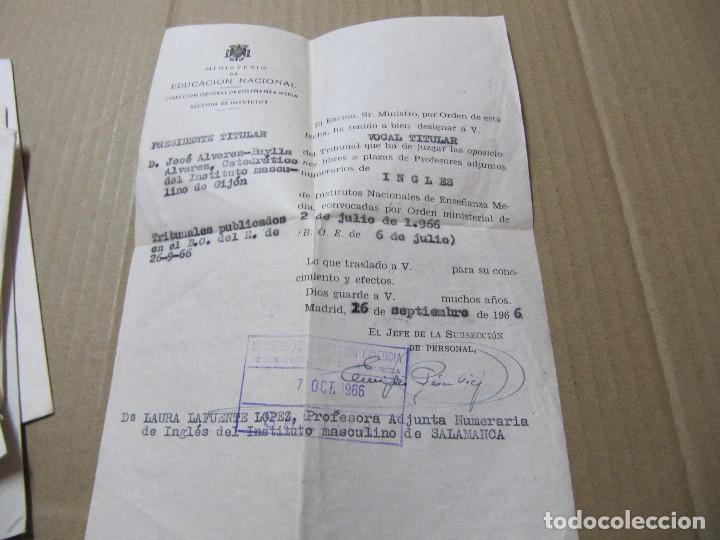 MINISTERIO
DE
EDUCACION NACIONAL
DIRECCION GENERAL DE ENSEÑANZA MEDIA
SECCION DE INSTITUTOS
PRESIDENTE TITULAR
D. José Alvarez-Buylla
Alvarez, Catedrático
del Instituto mascu-
lino de Gijón
Tribunales publicados
en el B.O. del E. de
26-9-66
El Excmo. Sr. Ministro, por Orden de esta
fecha, ha tenido a bien designar a V.
VOCAL TITULAR
del Tribunal que ha de juzgar las oposicio-
nes libres a plazas de Profesores adjuntos
numerarios de
INGLES
de Institutos Nacionales de Enseñanza Me-
dia, convocadas por Orden ministerial de
2 de julio de 1.966
(B. O. E. de 6 de julio)
Lo que traslado a V. para su cono-
cimiento y efectos.
Dios guarde a V. muchos años.
Madrid, 26 de septiembre de 1966
EL JEFE DE LA SUBSECCIÓN
DE PERSONAL,
7 OCT. 1966
Dª LAURA LAFUENTE LOPEZ, Profesora Adjunta Numeraria
de Inglés del Instituto masculino de SALAMANCA
todocoleccion.net